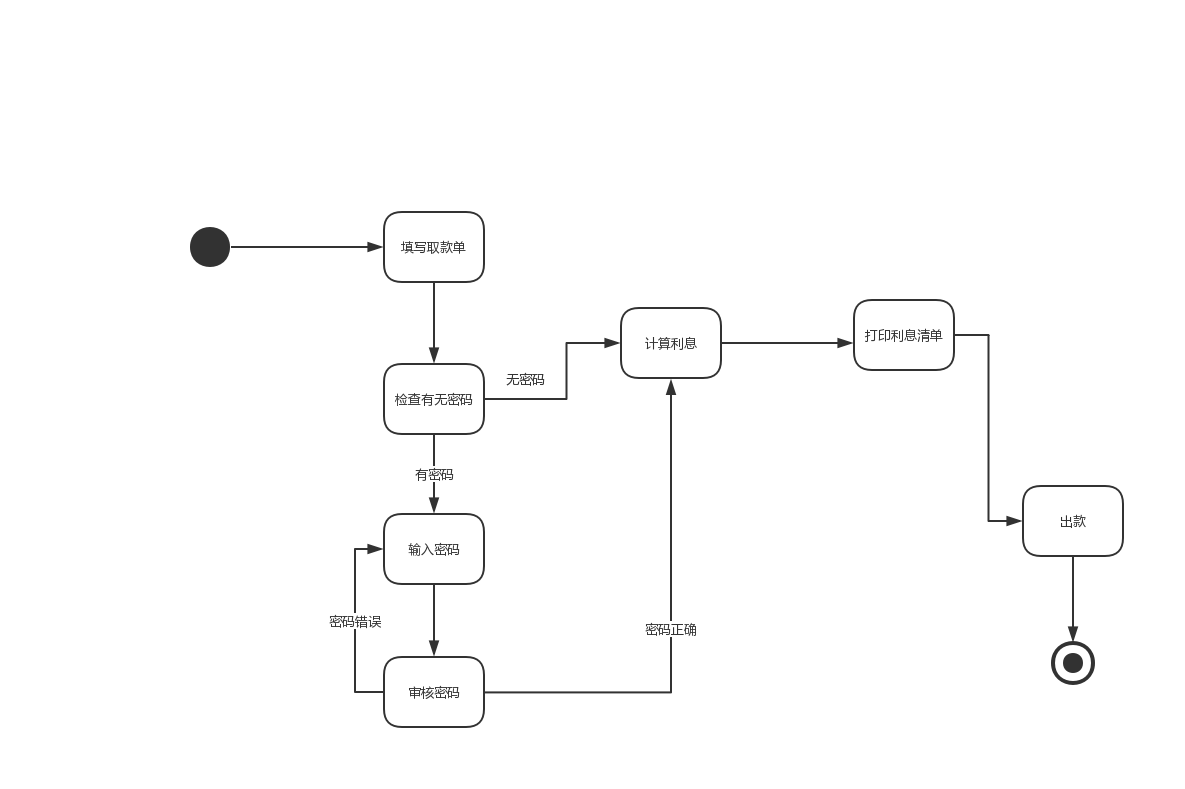 填写取款单
计算利息
打印利息清单
无密码
检查有无密码
有密码
出款
输入密码
密码错误
密码正确
审核密码